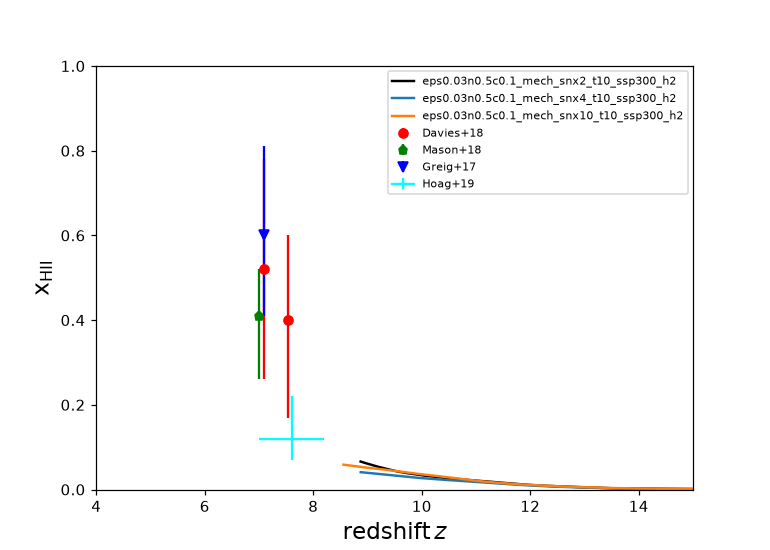 1.0
0.8
0.6
0.4
0.2
0.0
xHII
eps0.03n0.5c0.1_mech_snx2_t10_ssp300_h2
eps0.03n0.5c0.1_mech_snx4_t10_ssp300_h2
eps0.03n0.5c0.1_mech_snx10_t10_ssp300_h2
Davies+18
Mason+18
Greig+17
Hoag+19
4 6 8 10 12 14
redshift z